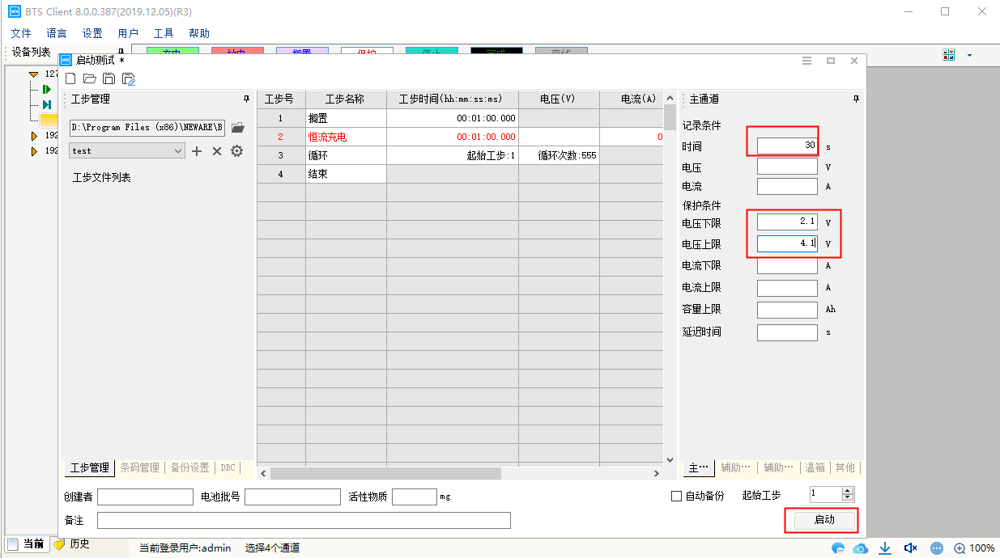 BTS Client 8.0.0.387(2019.12.05)(R3)
文件 语言 设置 用户 工具 帮助
设备列表
充电 放电 搁置 保护 停止 完成 离线
启动测试 *
127
192
192
工步管理
D:\Program Files (x86)\NEWARE\B
test
工步文件列表
工步号 工步名称 工步时间(hh:mm:ss:ms) 电压(V) 电流(A)
1 搁置 00:01:00.000
2 恒流充电 00:01:00.000 0
3 循环 起始工步:1 循环次数:555
4 结束
主通道
记录条件
时间 30 s
电压 V
电流 A
保护条件
电压下限 2.1 V
电压上限 4.1 V
电流下限 A
电流上限 A
容量上限 Ah
延迟时间 s
工步管理 条码管理 备份设置 DBC
主… 辅助… 辅助… 温箱 其他
创建者 电池批号 活性物质 mg
自动备份 起始工步 1
备注
启动
当前 历史
当前登录用户:admin 选择4个通道
100%